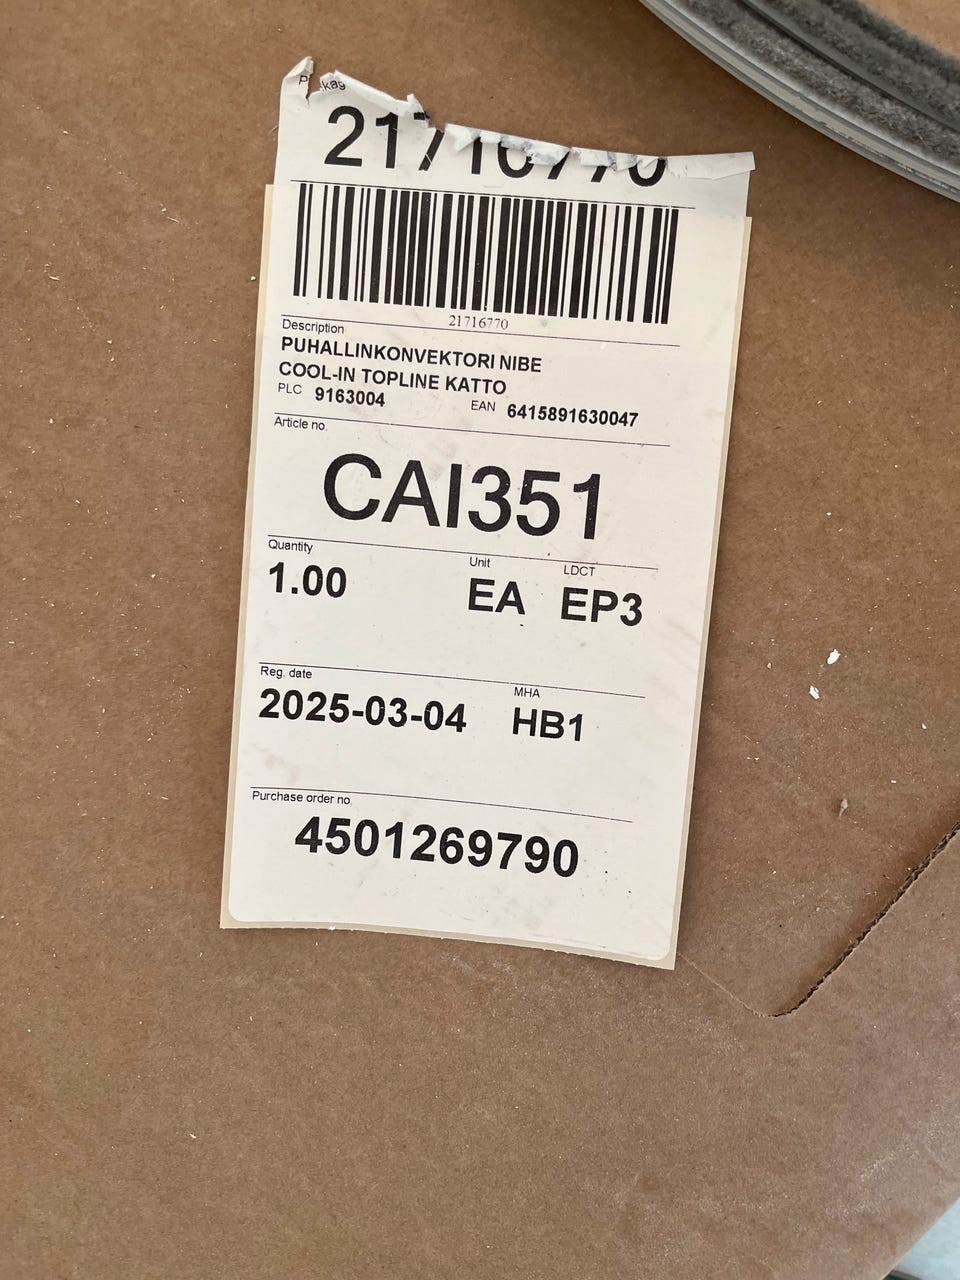 21716770
21716770
Description
PUHALLINKONVEKTORI NIBE
COOL-IN TOPLINE KATTO
PLC 9163004 EAN 6415891630047
Article no.
CAI351
Quantity Unit LDCT
1.00 EA EP3
Reg. date MHA
2025-03-04 HB1
Purchase order no.
4501269790